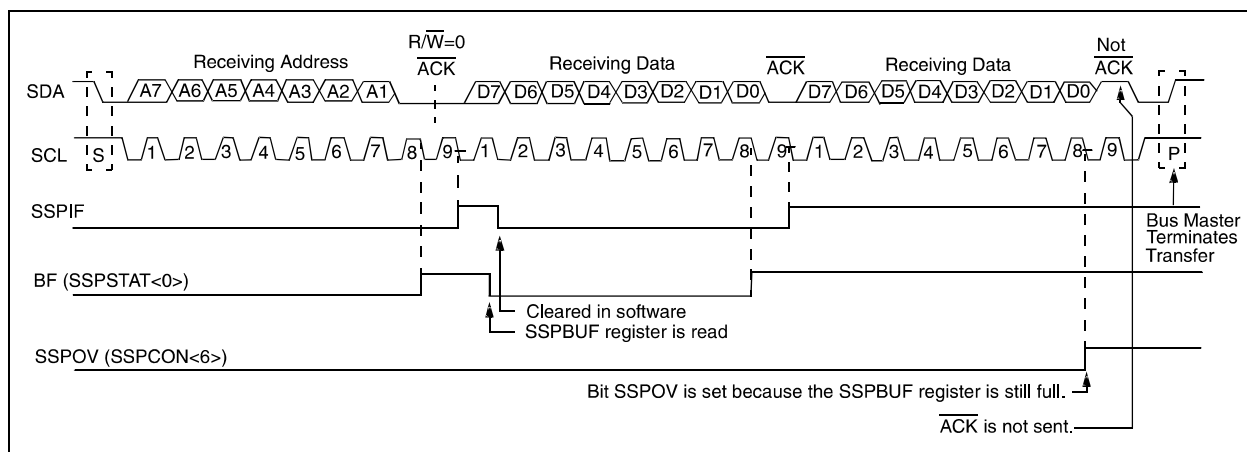 R/W̅=0
Receiving Address A̅C̅K̅ Receiving Data A̅C̅K̅ Receiving Data Not A̅C̅K̅
SDA A7 A6 A5 A4 A3 A2 A1 D7 D6 D5 D4 D3 D2 D1 D0 D7 D6 D5 D4 D3 D2 D1 D0
SCL S 1 2 3 4 5 6 7 8 9 1 2 3 4 5 6 7 8 9 1 2 3 4 5 6 7 8 9 P
SSPIF
Bus Master
Terminates
Transfer
BF (SSPSTAT<0>)
Cleared in software
SSPBUF register is read
SSPOV (SSPCON<6>)
Bit SSPOV is set because the SSPBUF register is still full.
A̅C̅K̅ is not sent.